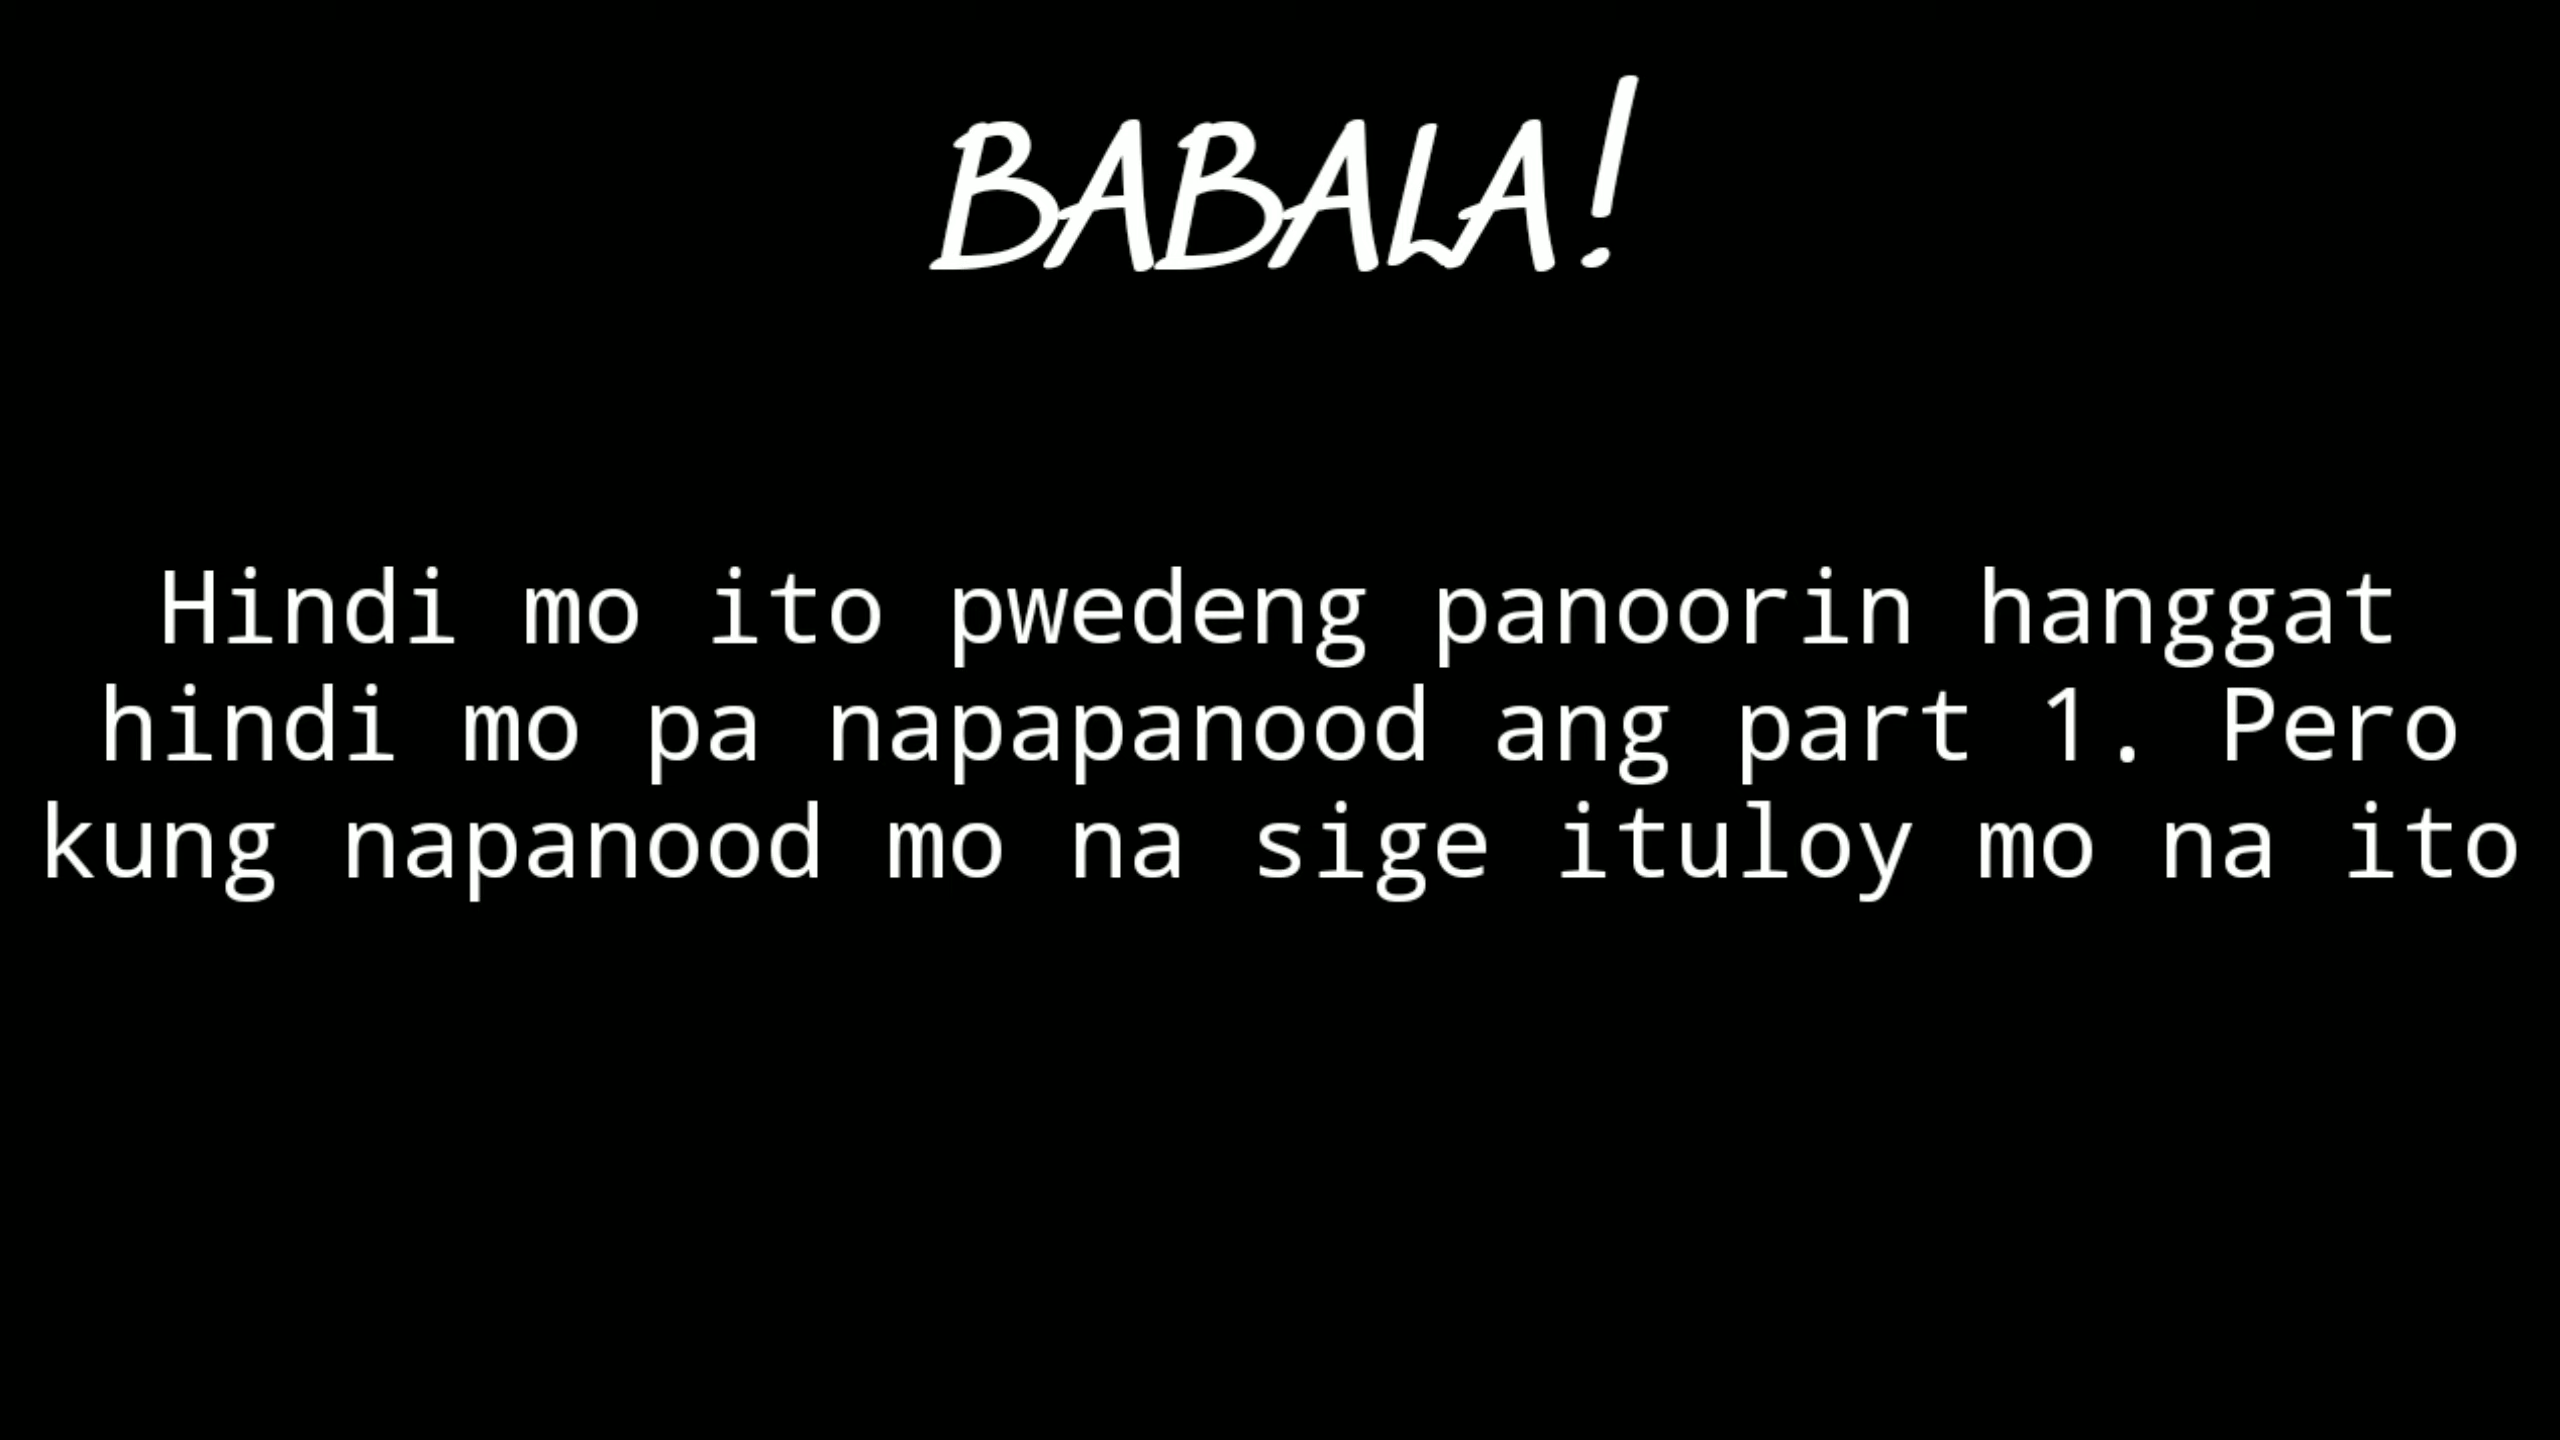 BABALA!
Hindi mo ito pwedeng panoorin hanggat
hindi mo pa napapanood ang part 1. Pero
kung napanood mo na sige ituloy mo na ito